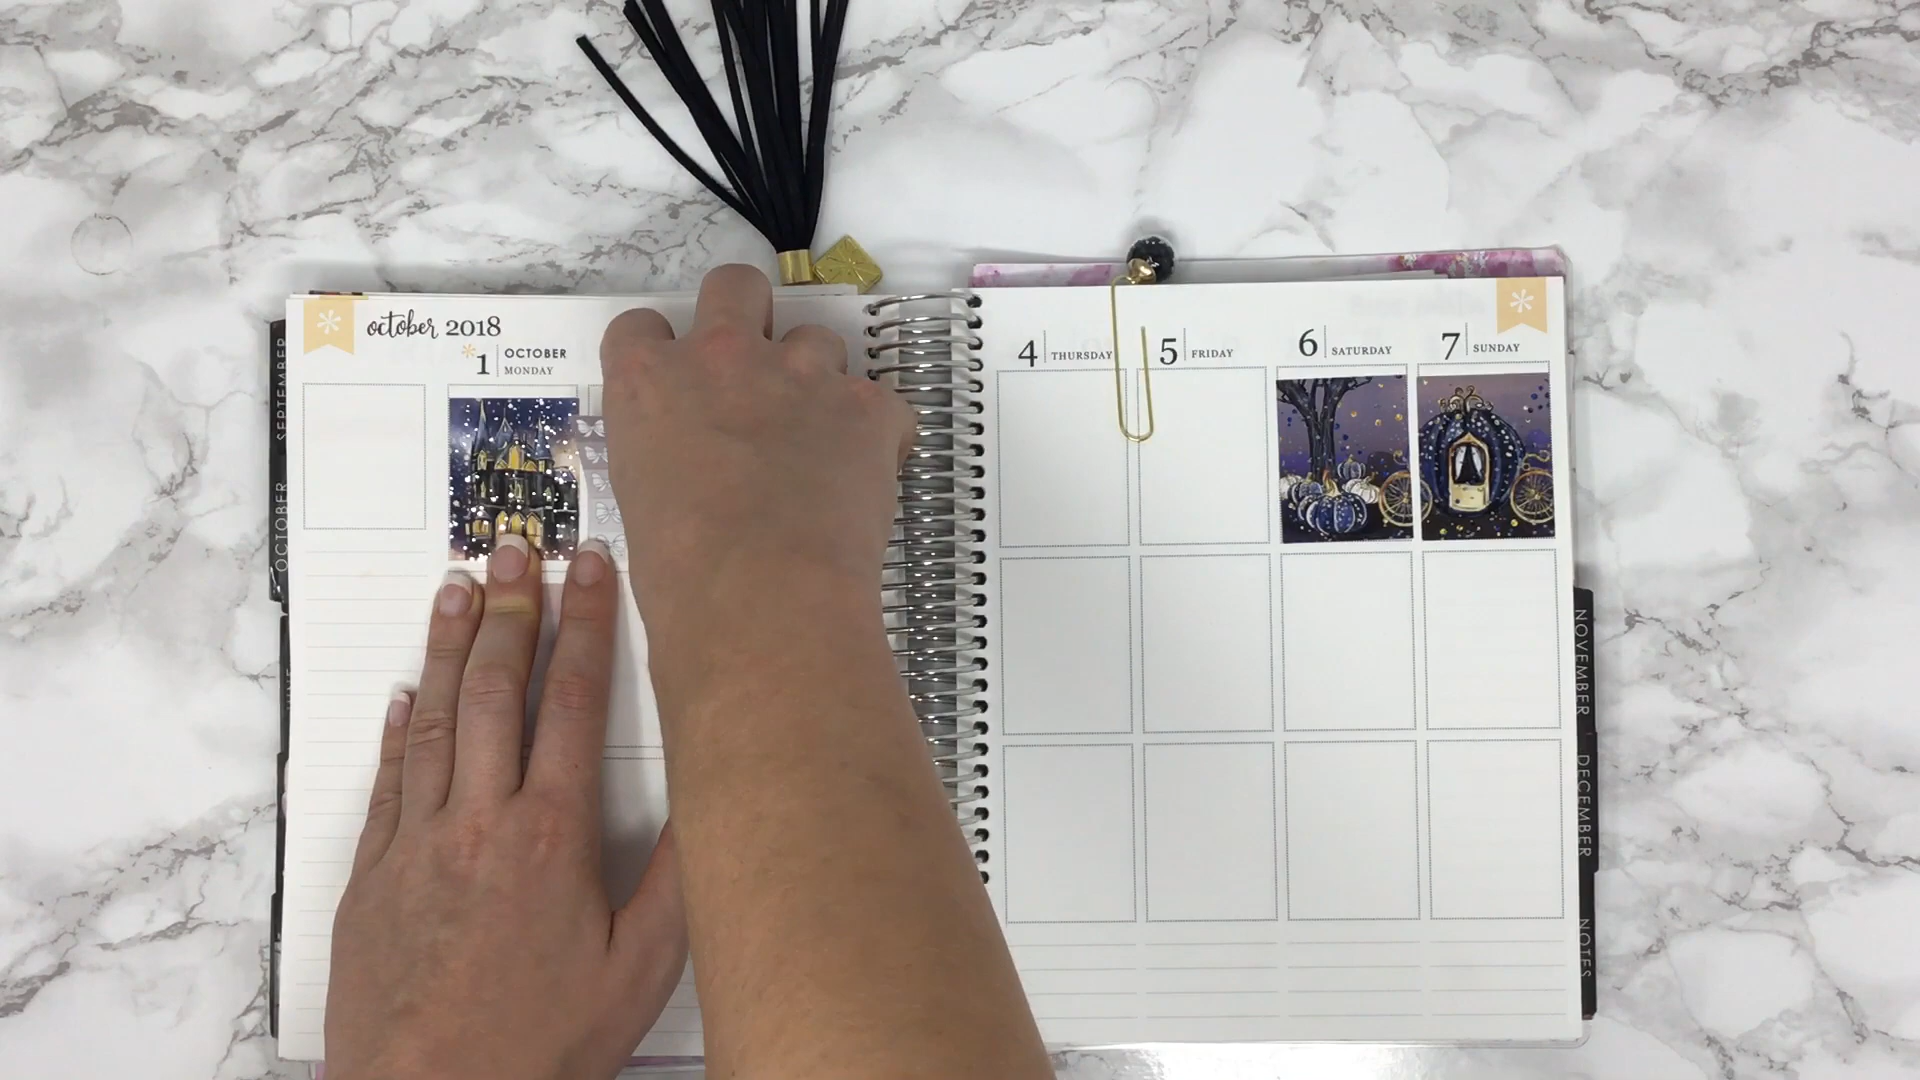 october 2018
1 OCTOBER
MONDAY
4 THURSDAY
5 FRIDAY
6 SATURDAY
7 SUNDAY
SEPTEMBER
OCTOBER
NOVEMBER
DECEMBER
NOTES